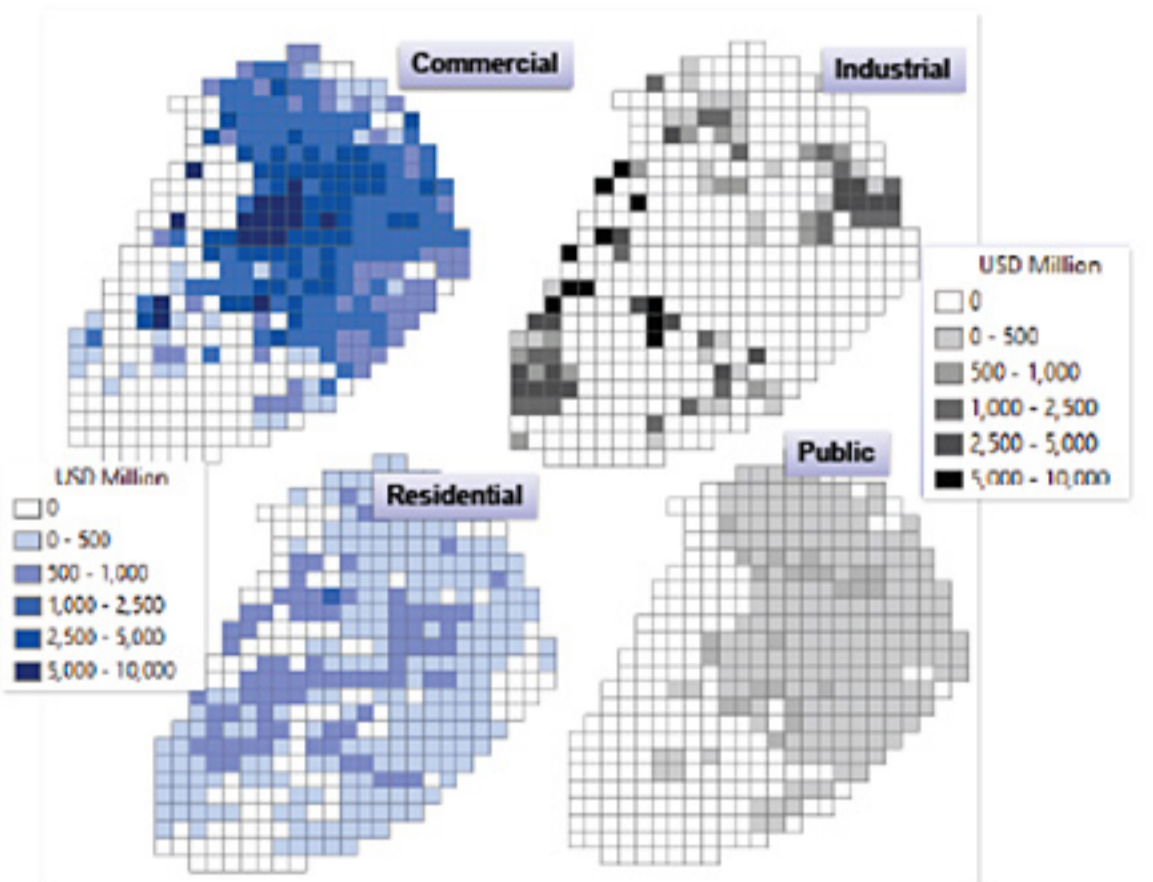 Commercial
Industrial
USD Million
0
0 - 500
500 - 1,000
1,000 - 2,500
2,500 - 5,000
5,000 - 10,000
Public
USD Million
0
0 - 500
500 - 1,000
1,000 - 2,500
2,500 - 5,000
5,000 - 10,000
Residential